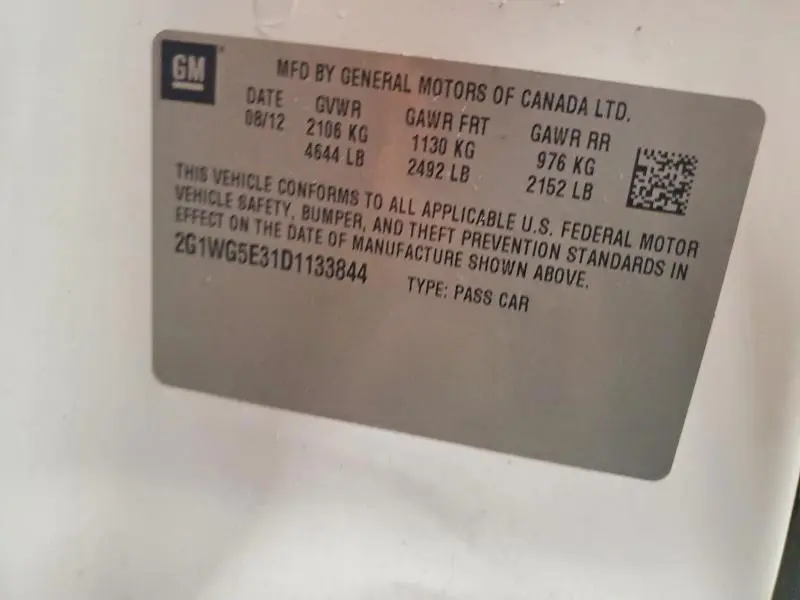 GM
MFD BY GENERAL MOTORS OF CANADA LTD.
DATE GVWR GAWR FRT GAWR RR
08/12 2106 KG 1130 KG 976 KG
4644 LB 2492 LB 2152 LB
THIS VEHICLE CONFORMS TO ALL APPLICABLE U.S. FEDERAL MOTOR
VEHICLE SAFETY, BUMPER, AND THEFT PREVENTION STANDARDS IN
EFFECT ON THE DATE OF MANUFACTURE SHOWN ABOVE.
2G1WG5E31D1133844 TYPE: PASS CAR